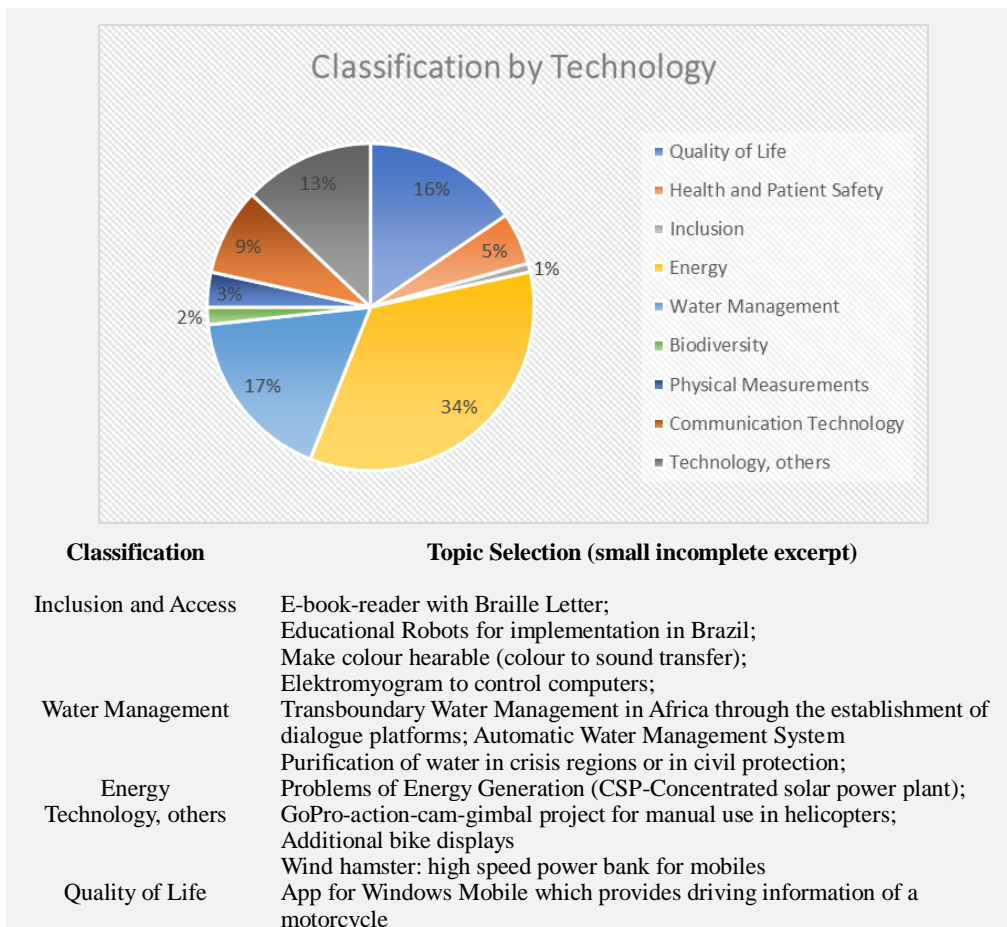 Classification by Technology
16%
5%
1%
34%
17%
2%
3%
9%
13%
Quality of Life
Health and Patient Safety
Inclusion
Energy
Water Management
Biodiversity
Physical Measurements
Communication Technology
Technology, others
Classification Topic Selection (small incomplete excerpt)
Inclusion and Access E-book-reader with Braille Letter;
Educational Robots for implementation in Brazil;
Make colour hearable (colour to sound transfer);
Elektromyogram to control computers;
Water Management Transboundary Water Management in Africa through the establishment of
dialogue platforms; Automatic Water Management System
Purification of water in crisis regions or in civil protection;
Energy Problems of Energy Generation (CSP-Concentrated solar power plant);
Technology, others GoPro-action-cam-gimbal project for manual use in helicopters;
Additional bike displays
Wind hamster: high speed power bank for mobiles
Quality of Life App for Windows Mobile which provides driving information of a
motorcycle